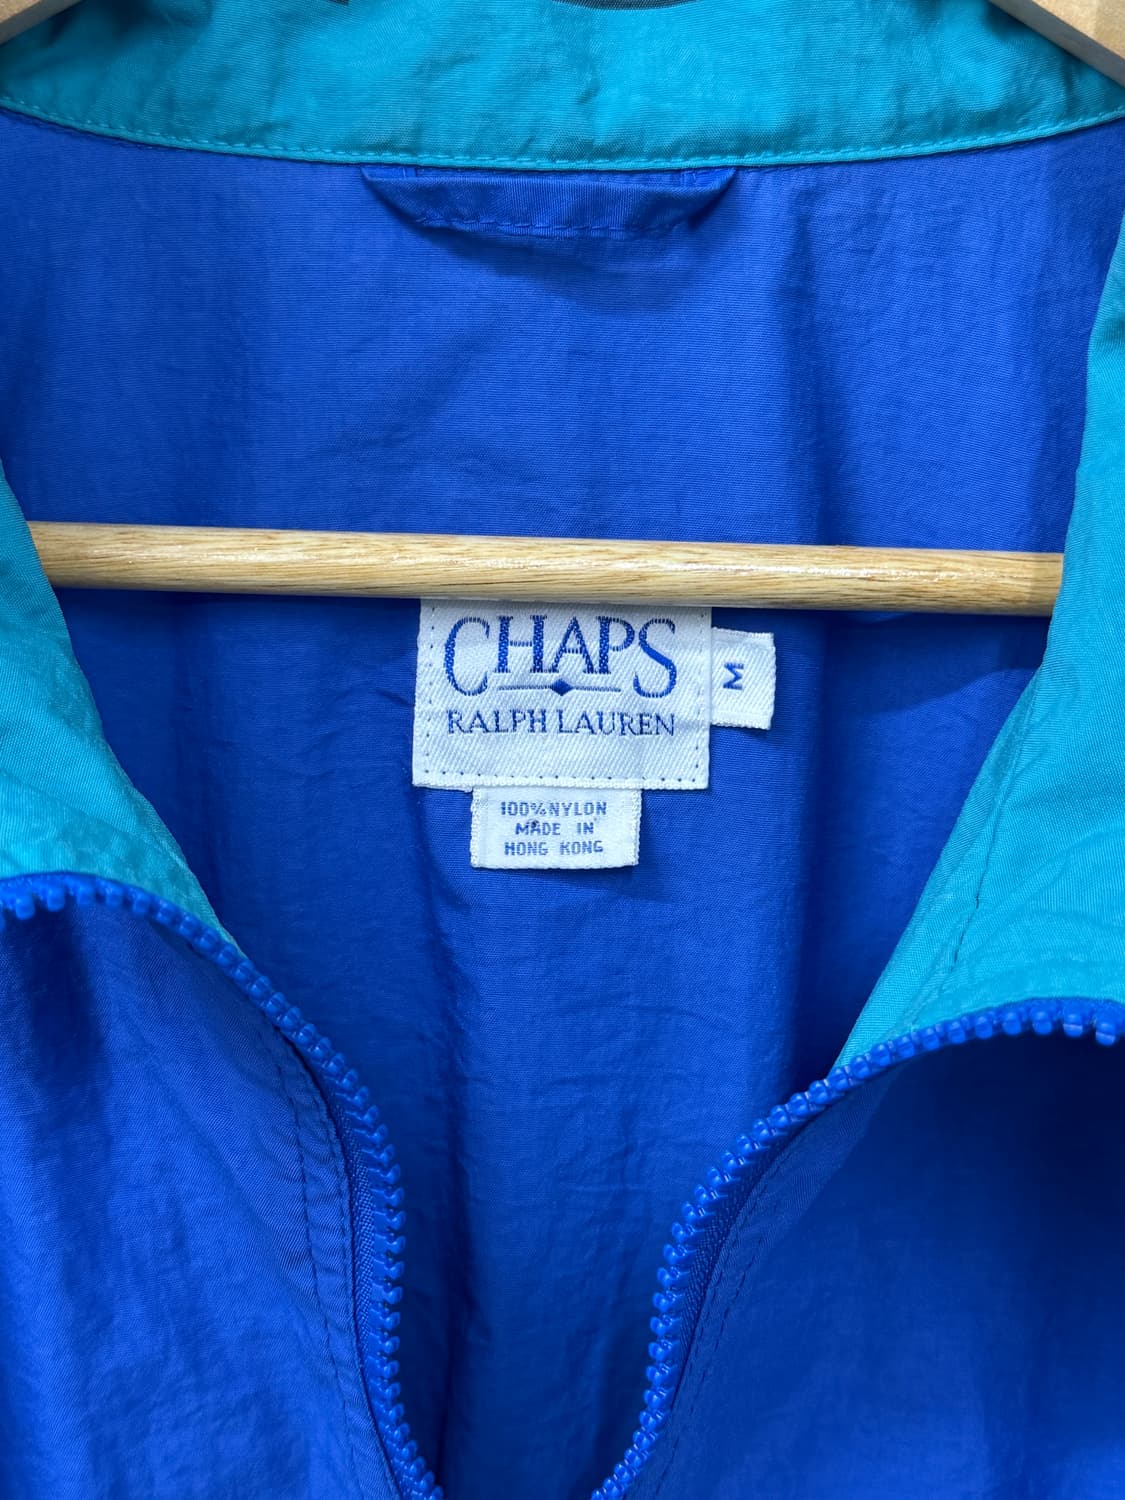 CHAPS
RALPH LAUREN
M
100%NYLON
MADE IN
HONG KONG